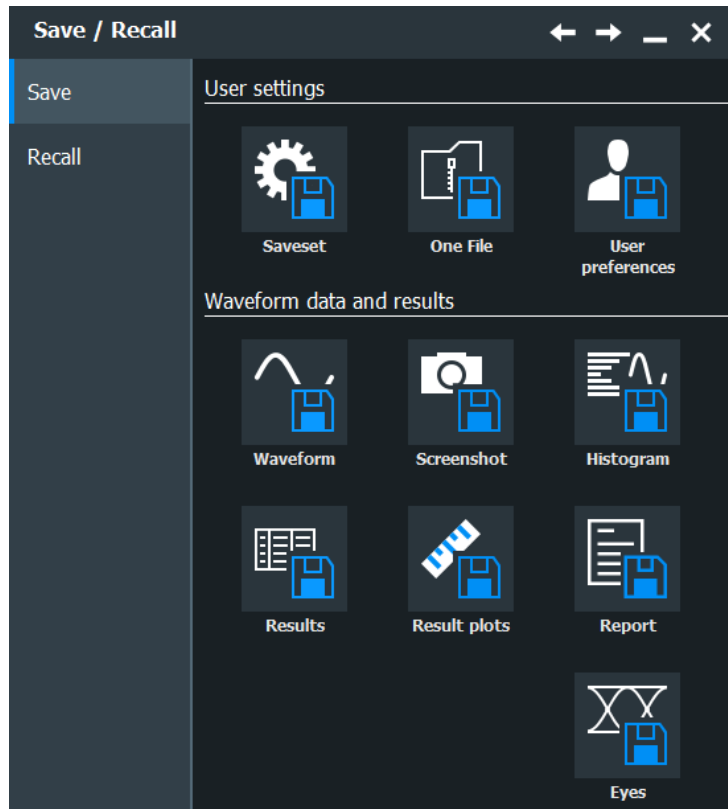 Save / Recall
Save
Recall
User settings
Saveset
One File
User
preferences
Waveform data and results
Waveform
Screenshot
Histogram
Results
Result plots
Report
Eyes